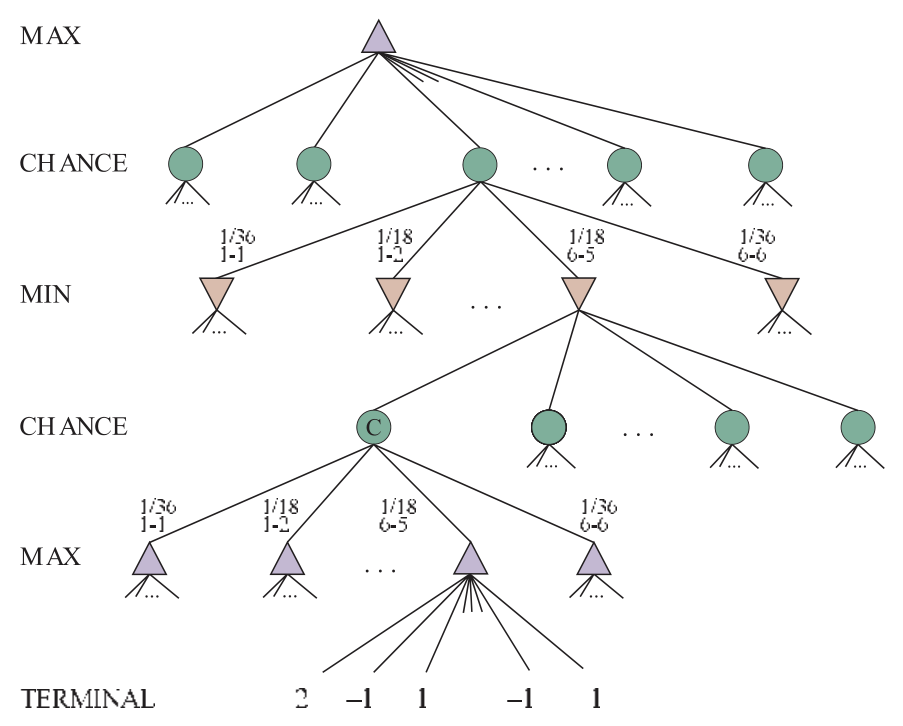 MAX
CHANCE
. . .
... ... ... ...
1/36 1/18 1/18 1/36
1-1 1-2 6-5 6-6
MIN
. . .
... ... ... ...
CHANCE C
. . .
... ... ...
1/36 1/18 1/18 1/36
1-1 1-2 6-5 6-6
MAX
. . .
... ... ...
TERMINAL 2 –1 1 –1 1